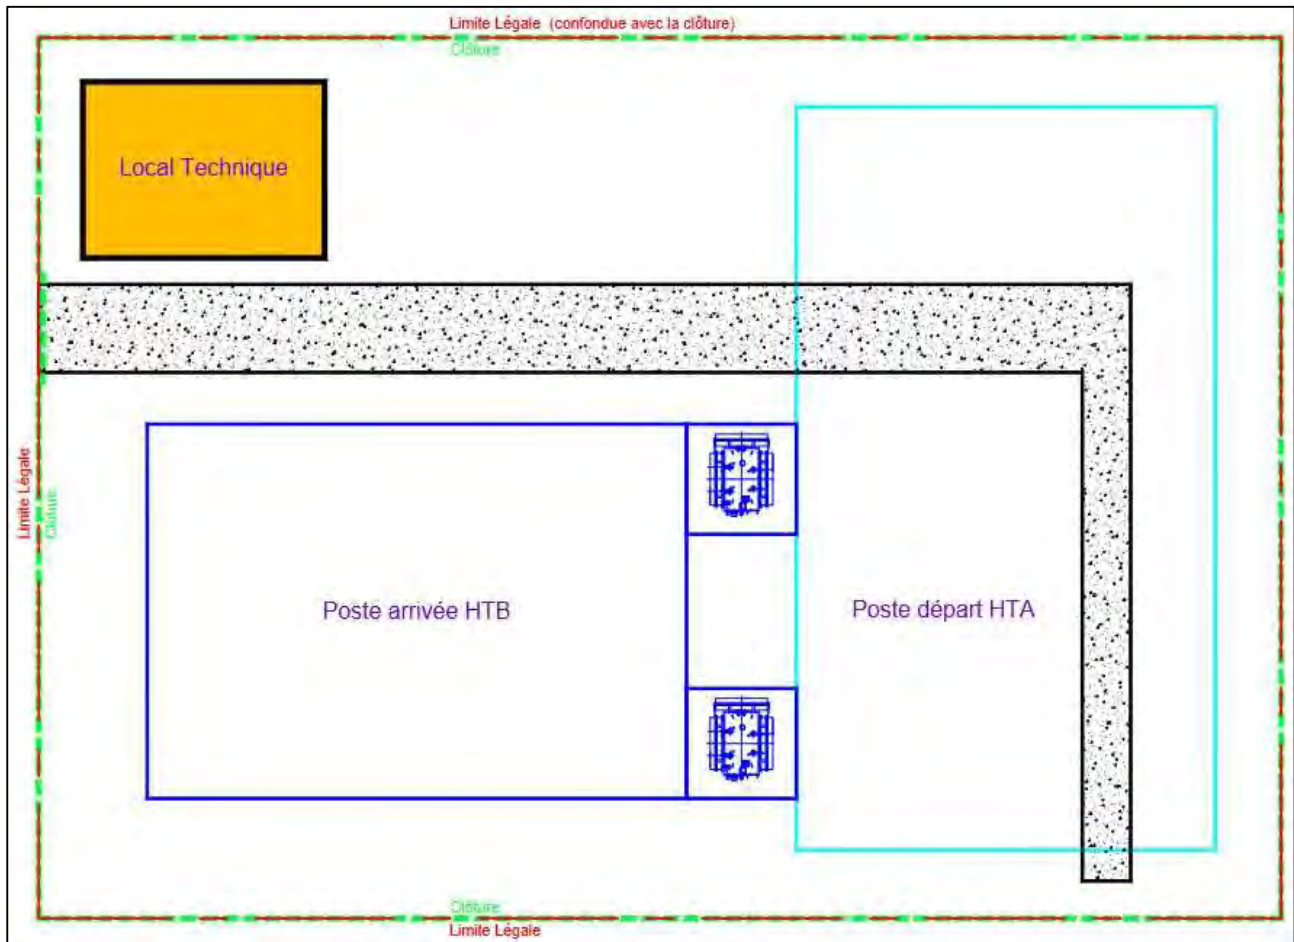 Limite Légale (confondue avec la clôture)
Clôture
Local Technique
Limite Légale
Clôture
Poste arrivée HTB
Poste départ HTA
Clôture
Limite Légale